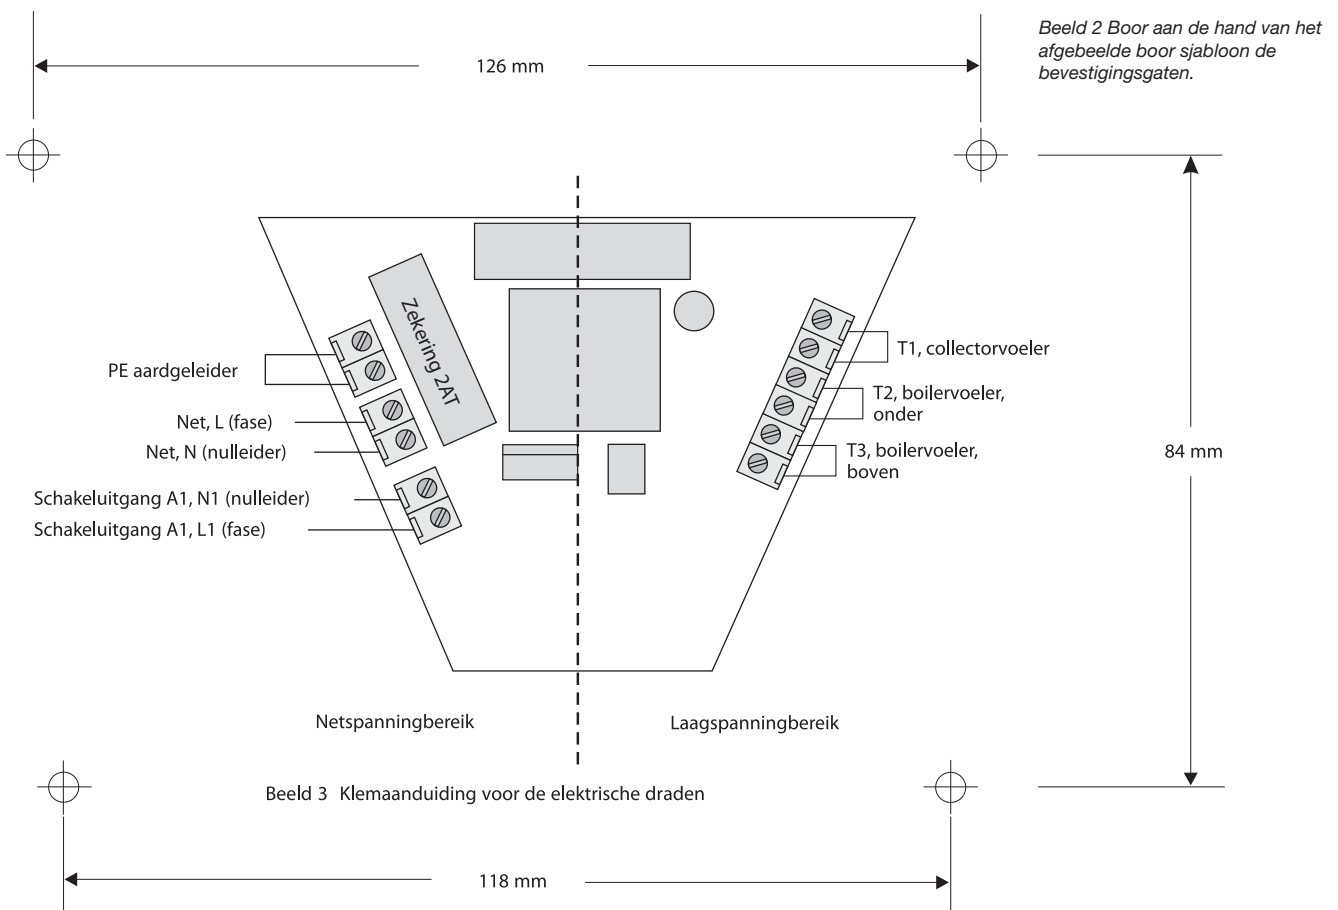 126 mm
Beeld 2 Boor aan de hand van het
afgebeelde boor sjabloon de
bevestigingsgaten.
Zekering 2AT
PE aardgeleider
Net, L (fase)
Net, N (nulleider)
Schakeluitgang A1, N1 (nulleider)
Schakeluitgang A1, L1 (fase)
T1, collectorvoeler
T2, boilervoeler,
onder
T3, boilervoeler,
boven
84 mm
Netspanningbereik
Laagspanningbereik
Beeld 3 Klemaanduiding voor de elektrische draden
118 mm